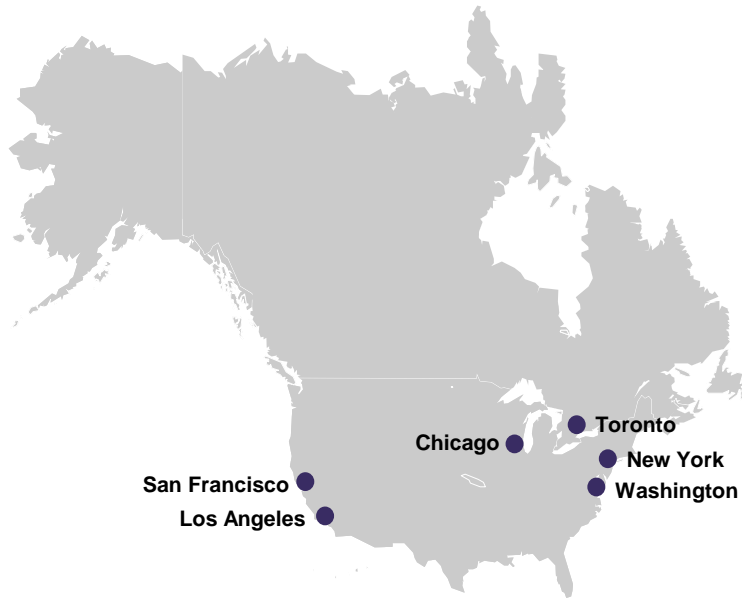 Toronto
Chicago
New York
San Francisco
Washington
Los Angeles